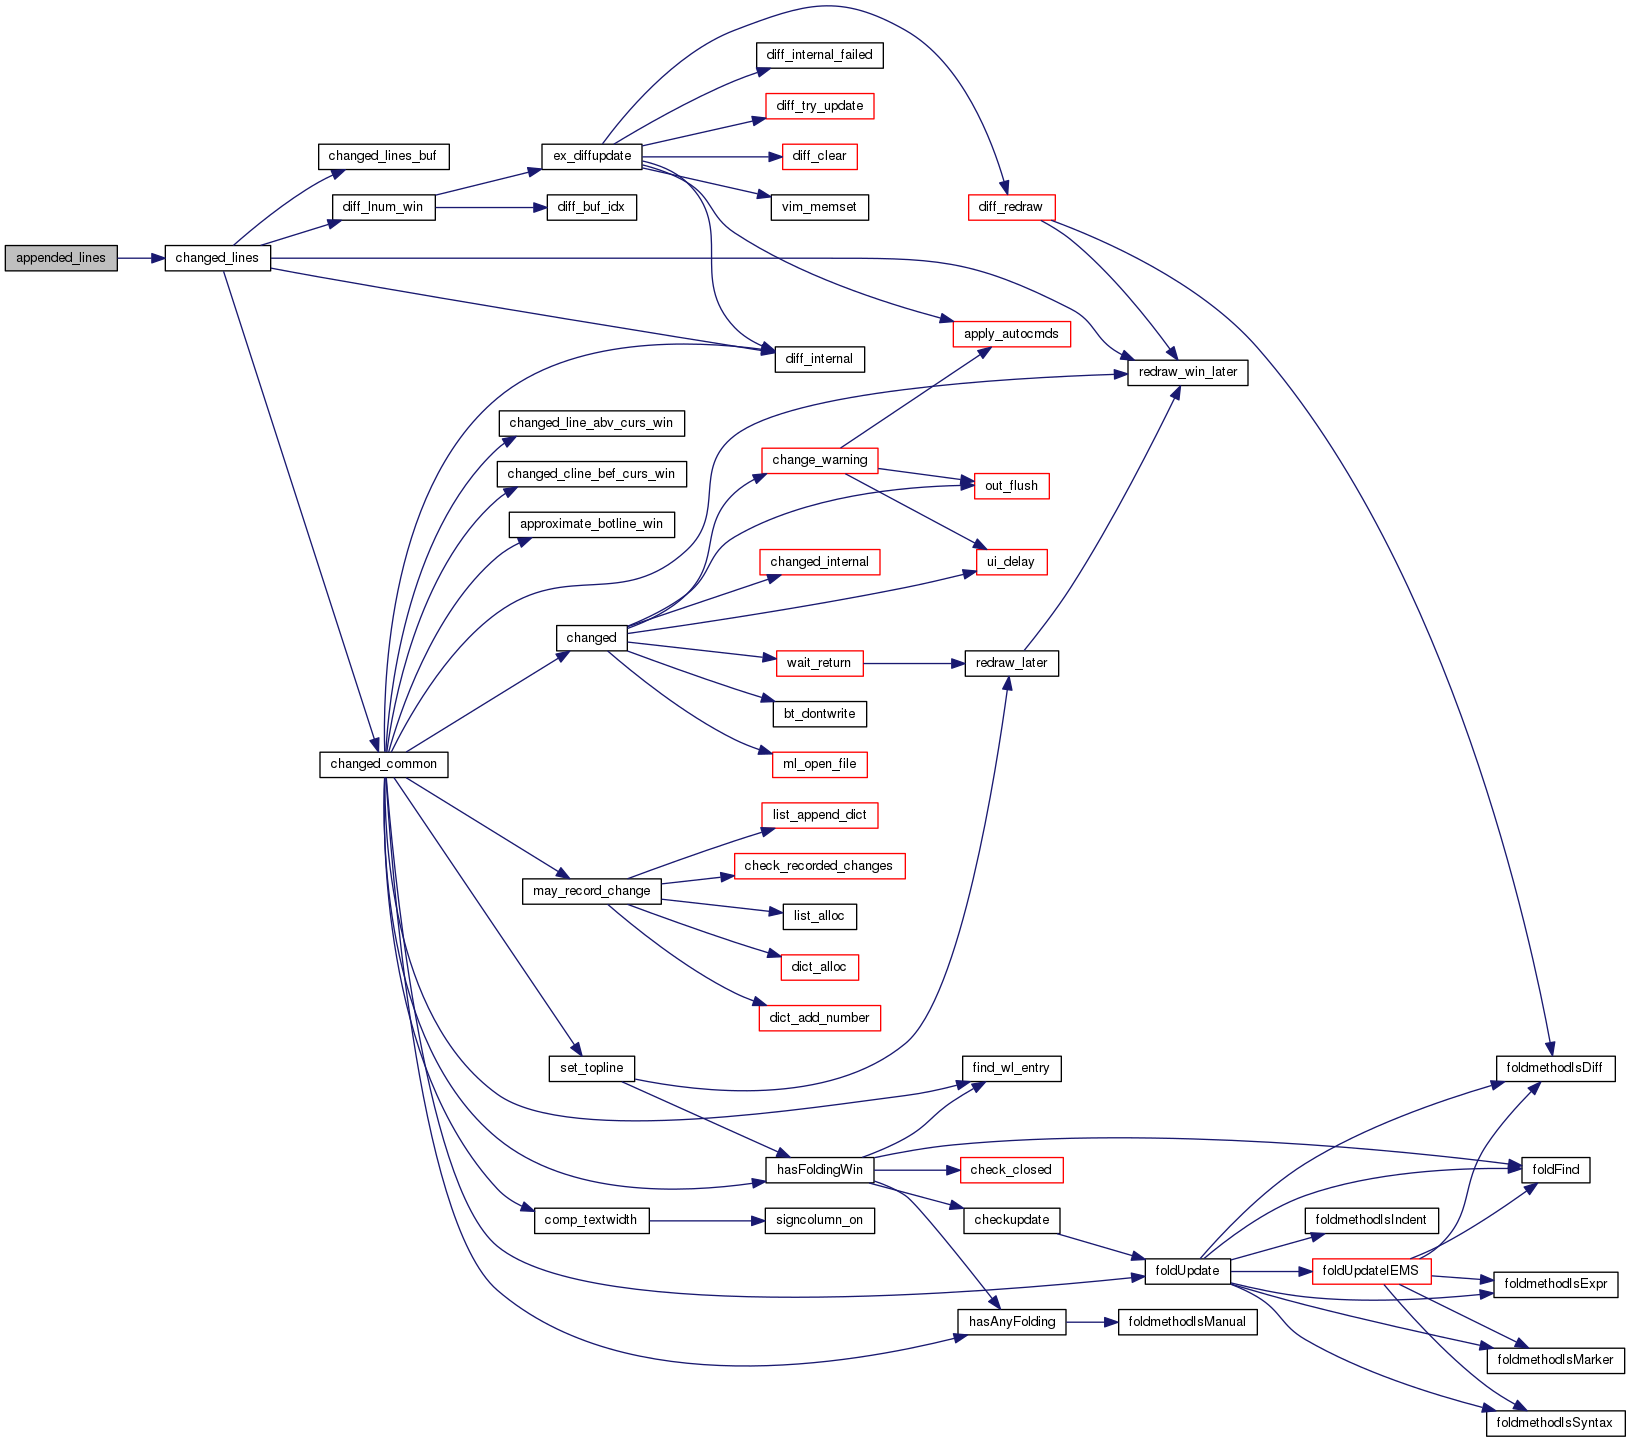 appended_lines
changed_lines
changed_lines_buf
diff_lnum_win
changed_common
ex_diffupdate
diff_buf_idx
changed_line_abv_curs_win
changed_cline_bef_curs_win
approximate_botline_win
changed
may_record_change
set_topline
comp_textwidth
diff_internal_failed
diff_try_update
diff_clear
vim_memset
diff_internal
change_warning
changed_internal
wait_return
bt_dontwrite
ml_open_file
list_append_dict
check_recorded_changes
list_alloc
dict_alloc
dict_add_number
hasFoldingWin
signcolumn_on
diff_redraw
apply_autocmds
out_flush
ui_delay
redraw_later
find_wl_entry
check_closed
checkupdate
hasAnyFolding
redraw_win_later
foldUpdate
foldmethodIsManual
foldmethodIsIndent
foldUpdateIEMS
foldmethodIsDiff
foldFind
foldmethodIsExpr
foldmethodIsMarker
foldmethodIsSyntax